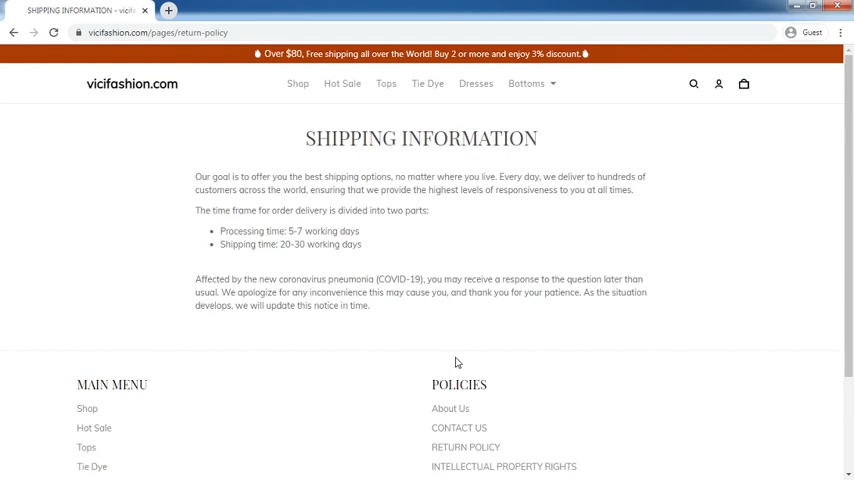 SHIPPING INFORMATION - vicifa
Guest
vicifashion.com/pages/return-policy
Over $80, Free shipping all over the World! Buy 2 or more and enjoy 3% discount.
vicifashion.com
Shop Hot Sale Tops Tie Dye Dresses Bottoms
SHIPPING INFORMATION
Our goal is to offer you the best shipping options, no matter where you live. Every day, we deliver to hundreds of
customers across the world, ensuring that we provide the highest levels of responsiveness to you at all times.
The time frame for order delivery is divided into two parts:
• Processing time: 5-7 working days
• Shipping time: 20-30 working days
Affected by the new coronavirus pneumonia (COVID-19), you may receive a response to the question later than
usual. We apologize for any inconvenience this may cause you, and thank you for your patience. As the situation
develops, we will update this notice in time.
MAIN MENU
Shop
Hot Sale
Tops
Tie Dye
POLICIES
About Us
CONTACT US
RETURN POLICY
INTELLECTUAL PROPERTY RIGHTS